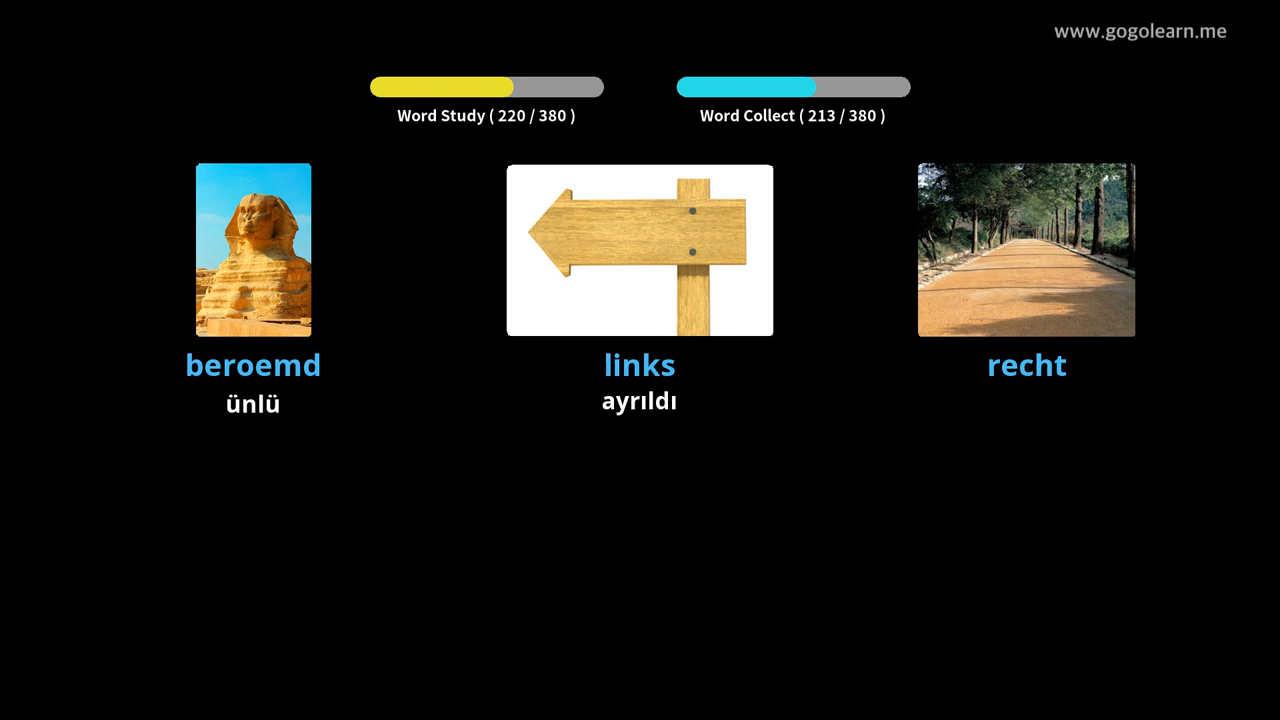 www.gogolearn.me
Word Study ( 220 / 380 )
Word Collect ( 213 / 380 )
beroemd
ünlü
links
ayrıldı
recht